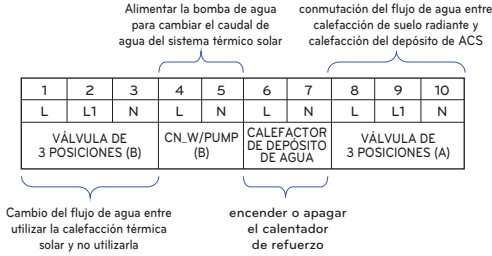 Alimentar la bomba de agua
para cambiar el caudal de
agua del sistema térmico solar
conmutación del flujo de agua entre
calefacción de suelo radiante y
calefacción del depósito de ACS
1 2 3 4 5 6 7 8 9 10
L L1 N L N L N L L1 N
VÁLVULA DE
3 POSICIONES (B)
CN_W/PUMP
(B)
CALEFACTOR
DE DEPÓSITO
DE AGUA
VÁLVULA DE
3 POSICIONES (A)
Cambio del flujo de agua entre
utilizar la calefacción térmica
solar y no utilizarla
encender o apagar
el calentador
de refuerzo